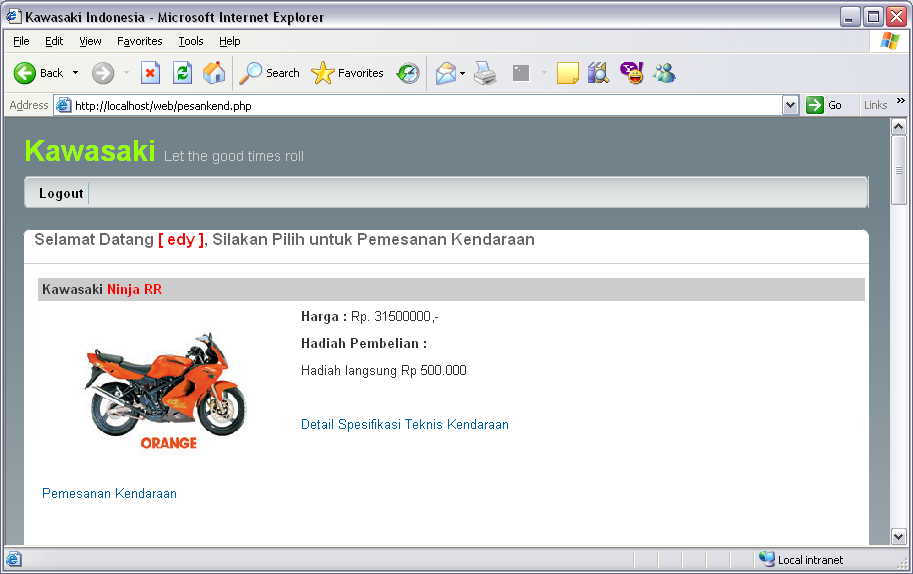 Kawasaki Indonesia - Microsoft Internet Explorer
File Edit View Favorites Tools Help
Back Search Favorites
Address http://localhost/web/pesankend.php Go Links »
Kawasaki Let the good times roll
Logout
Selamat Datang [ edy ], Silakan Pilih untuk Pemesanan Kendaraan
Kawasaki Ninja RR
Harga : Rp. 31500000,-
Hadiah Pembelian :
Hadiah langsung Rp 500.000
Detail Spesifikasi Teknis Kendaraan
ORANGE
Pemesanan Kendaraan
Local intranet